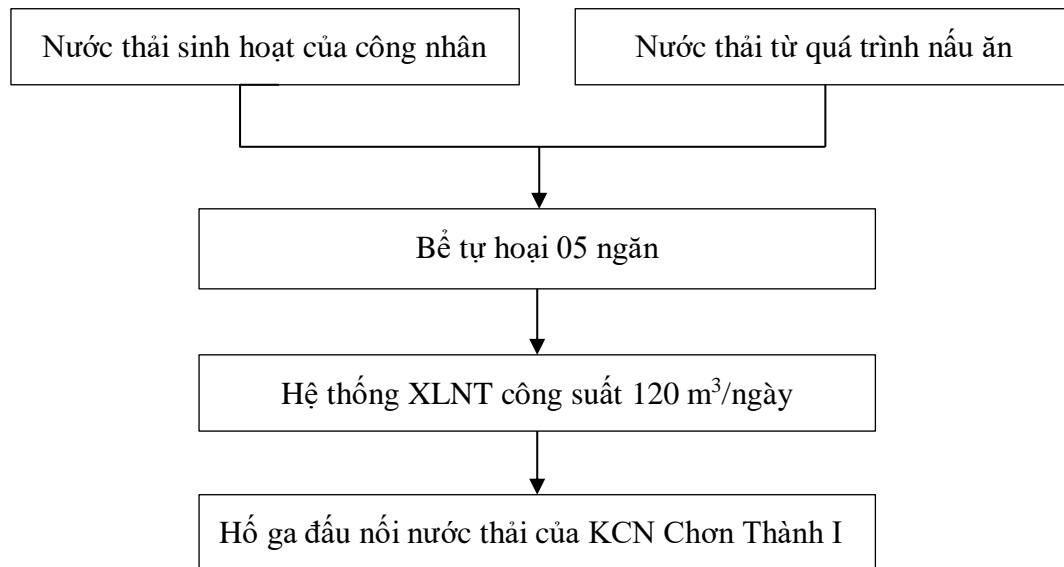 Nước thải sinh hoạt của công nhân
Nước thải từ quá trình nấu ăn
Bể tự hoại 05 ngăn
Hệ thống XLNT công suất 120 m³/ngày
Hố ga đấu nối nước thải của KCN Chơn Thành I